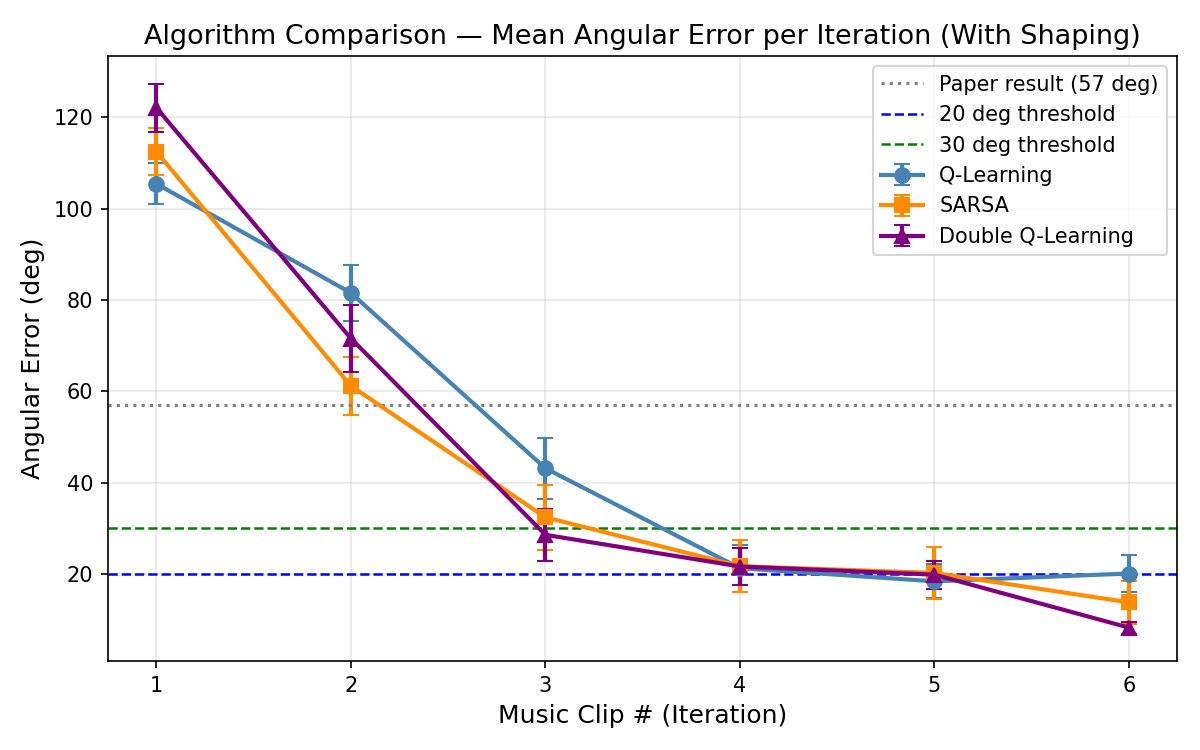 Algorithm Comparison — Mean Angular Error per Iteration (With Shaping)
Angular Error (deg)
120
100
80
60
40
20
Paper result (57 deg)
20 deg threshold
30 deg threshold
Q-Learning
SARSA
Double Q-Learning
1 2 3 4 5 6
Music Clip # (Iteration)